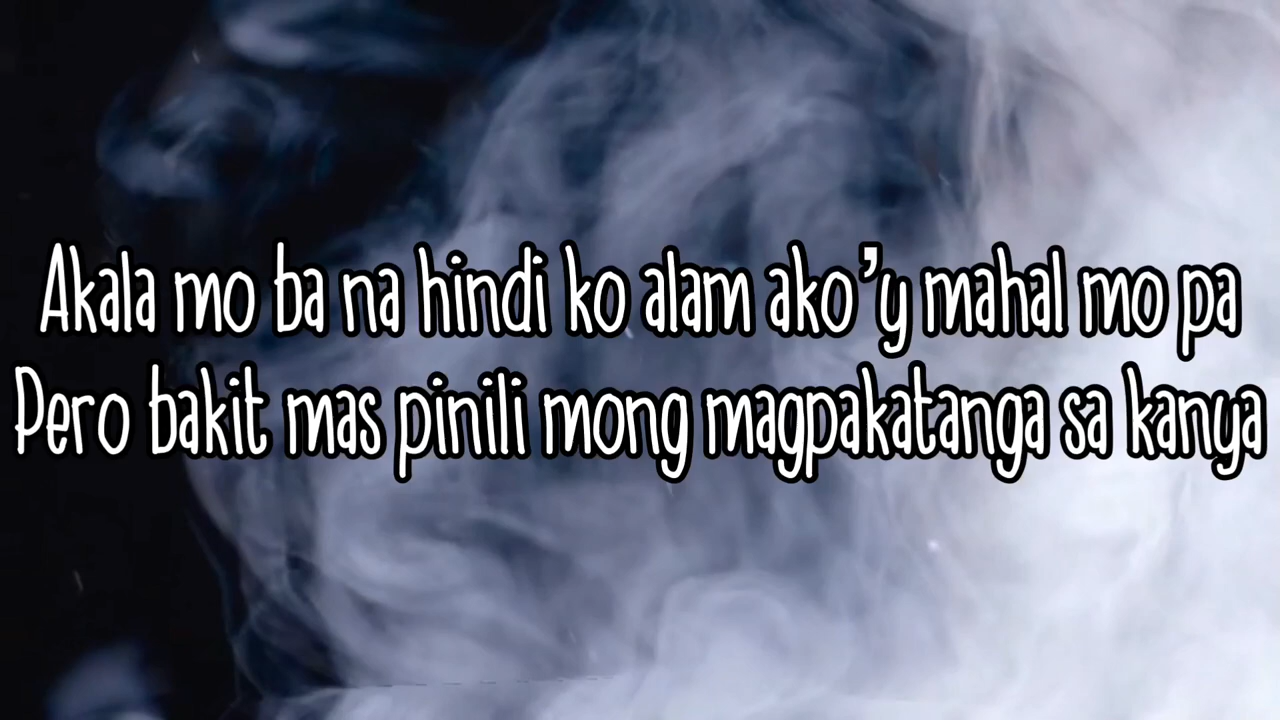 Akala mo ba na hindi ko alam ako'y mahal mo pa
Pero bakit mas pinili mong magpakatanga sa kanya